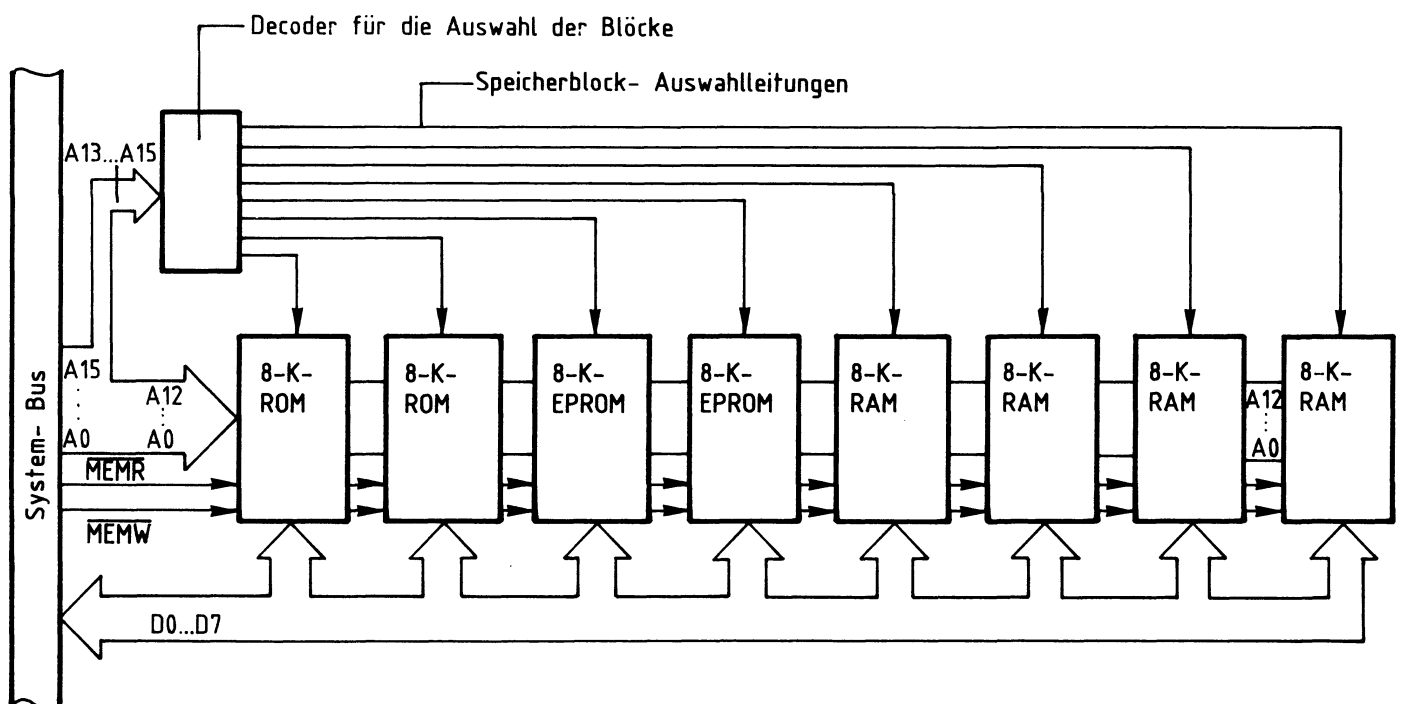 Decoder für die Auswahl der Blöcke
Speicherblock- Auswahlleitungen
A13...A15
System- Bus
A15
A0
A12
A0
MEMR
MEMW
8-K-
ROM
8-K-
ROM
8-K-
EPROM
8-K-
EPROM
8-K-
RAM
8-K-
RAM
8-K-
RAM
A12
A0
8-K-
RAM
D0...D7